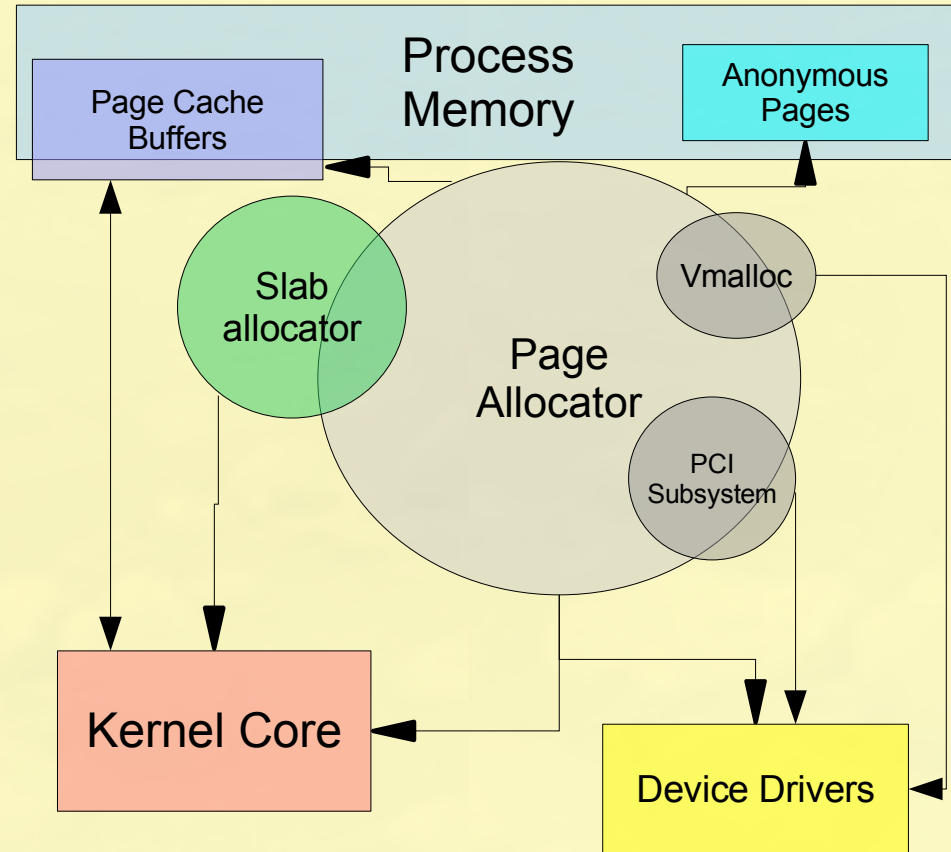 Process
Memory
Page Cache
Buffers
Anonymous
Pages
Slab
allocator
Vmalloc
Page
Allocator
PCI
Subsystem
Kernel Core
Device Drivers